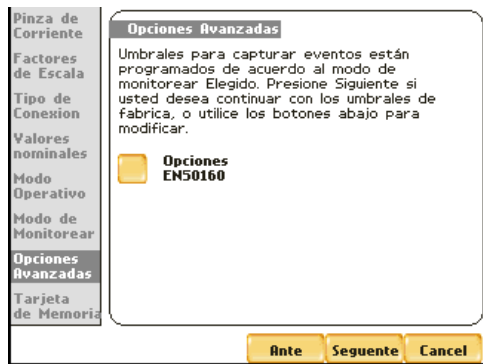 Pinza de
Corriente
Factores
de Escala
Tipo de
Conexion
Valores
nominales
Modo
Operativo
Modo de
Monitorear
Opciones
Avanzadas
Tarjeta
de Memoria
Opciones Avanzadas
Umbrales para capturar eventos están
programados de acuerdo al modo de
monitorear Elegido. Presione Siguiente si
usted desea continuar con los umbrales de
fabrica, o utilice los botones abajo para
modificar.
Opciones
EN50160
Ante
Seguente
Cancel